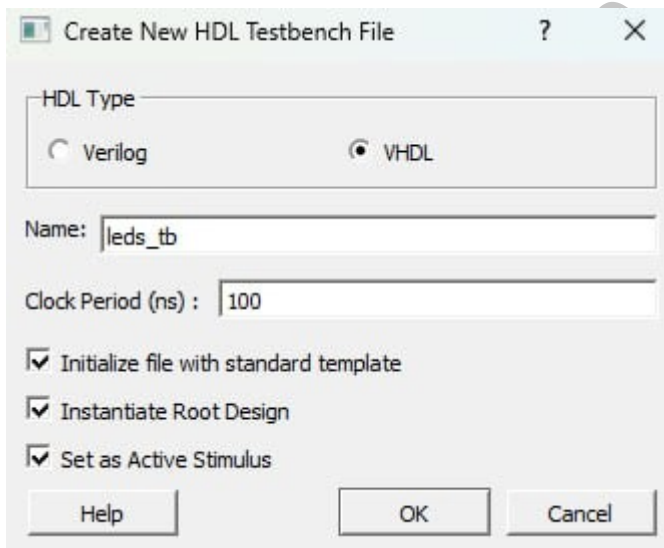 Create New HDL Testbench File ?
HDL Type
Verilog VHDL
Name: leds_tb
Clock Period (ns) : 100
Initialize file with standard template
Instantiate Root Design
Set as Active Stimulus
Help OK Cancel